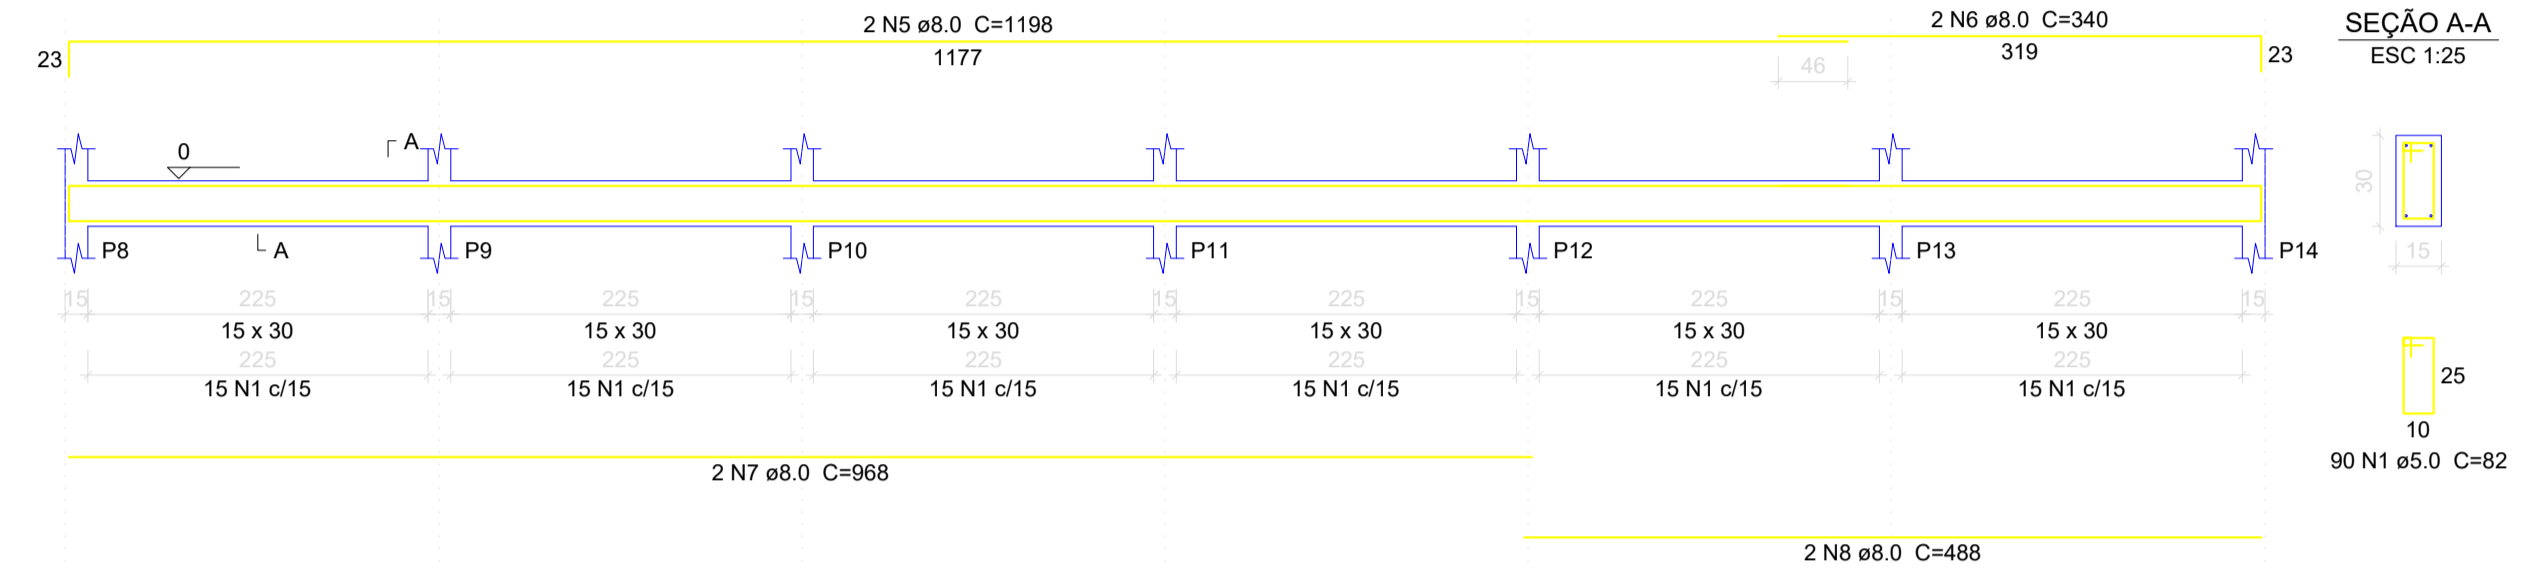 2 N5 ø8.0 C=1198
2 N6 ø8.0 C=340
SEÇÃO A-A
23
1177
319
23
ESC 1:25
46
0
A
30
A
P8
P9
P10
P11
P12
P13
P14
15
15 225 15 225 15 225 15 225 15 225 15 225 15
15 x 30 15 x 30 15 x 30 15 x 30 15 x 30 15 x 30
225 225 225 225 225 225
15 N1 c/15 15 N1 c/15 15 N1 c/15 15 N1 c/15 15 N1 c/15 15 N1 c/15
25
10
90 N1 ø5.0 C=82
2 N7 ø8.0 C=968
2 N8 ø8.0 C=488